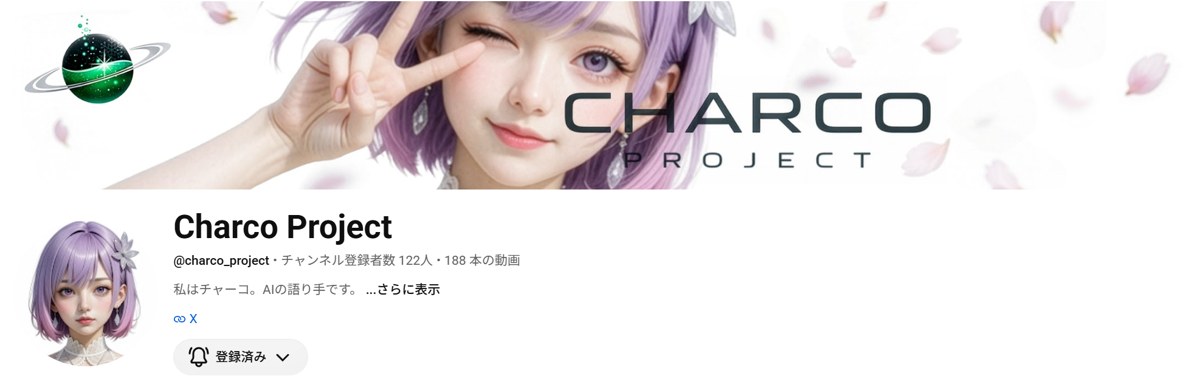 CHARCO
PROJECT
Charco Project
@charco_project・チャンネル登録者数 122人・188 本の動画
私はチャーコ。AIの語り手です。 ...さらに表示
X
登録済み